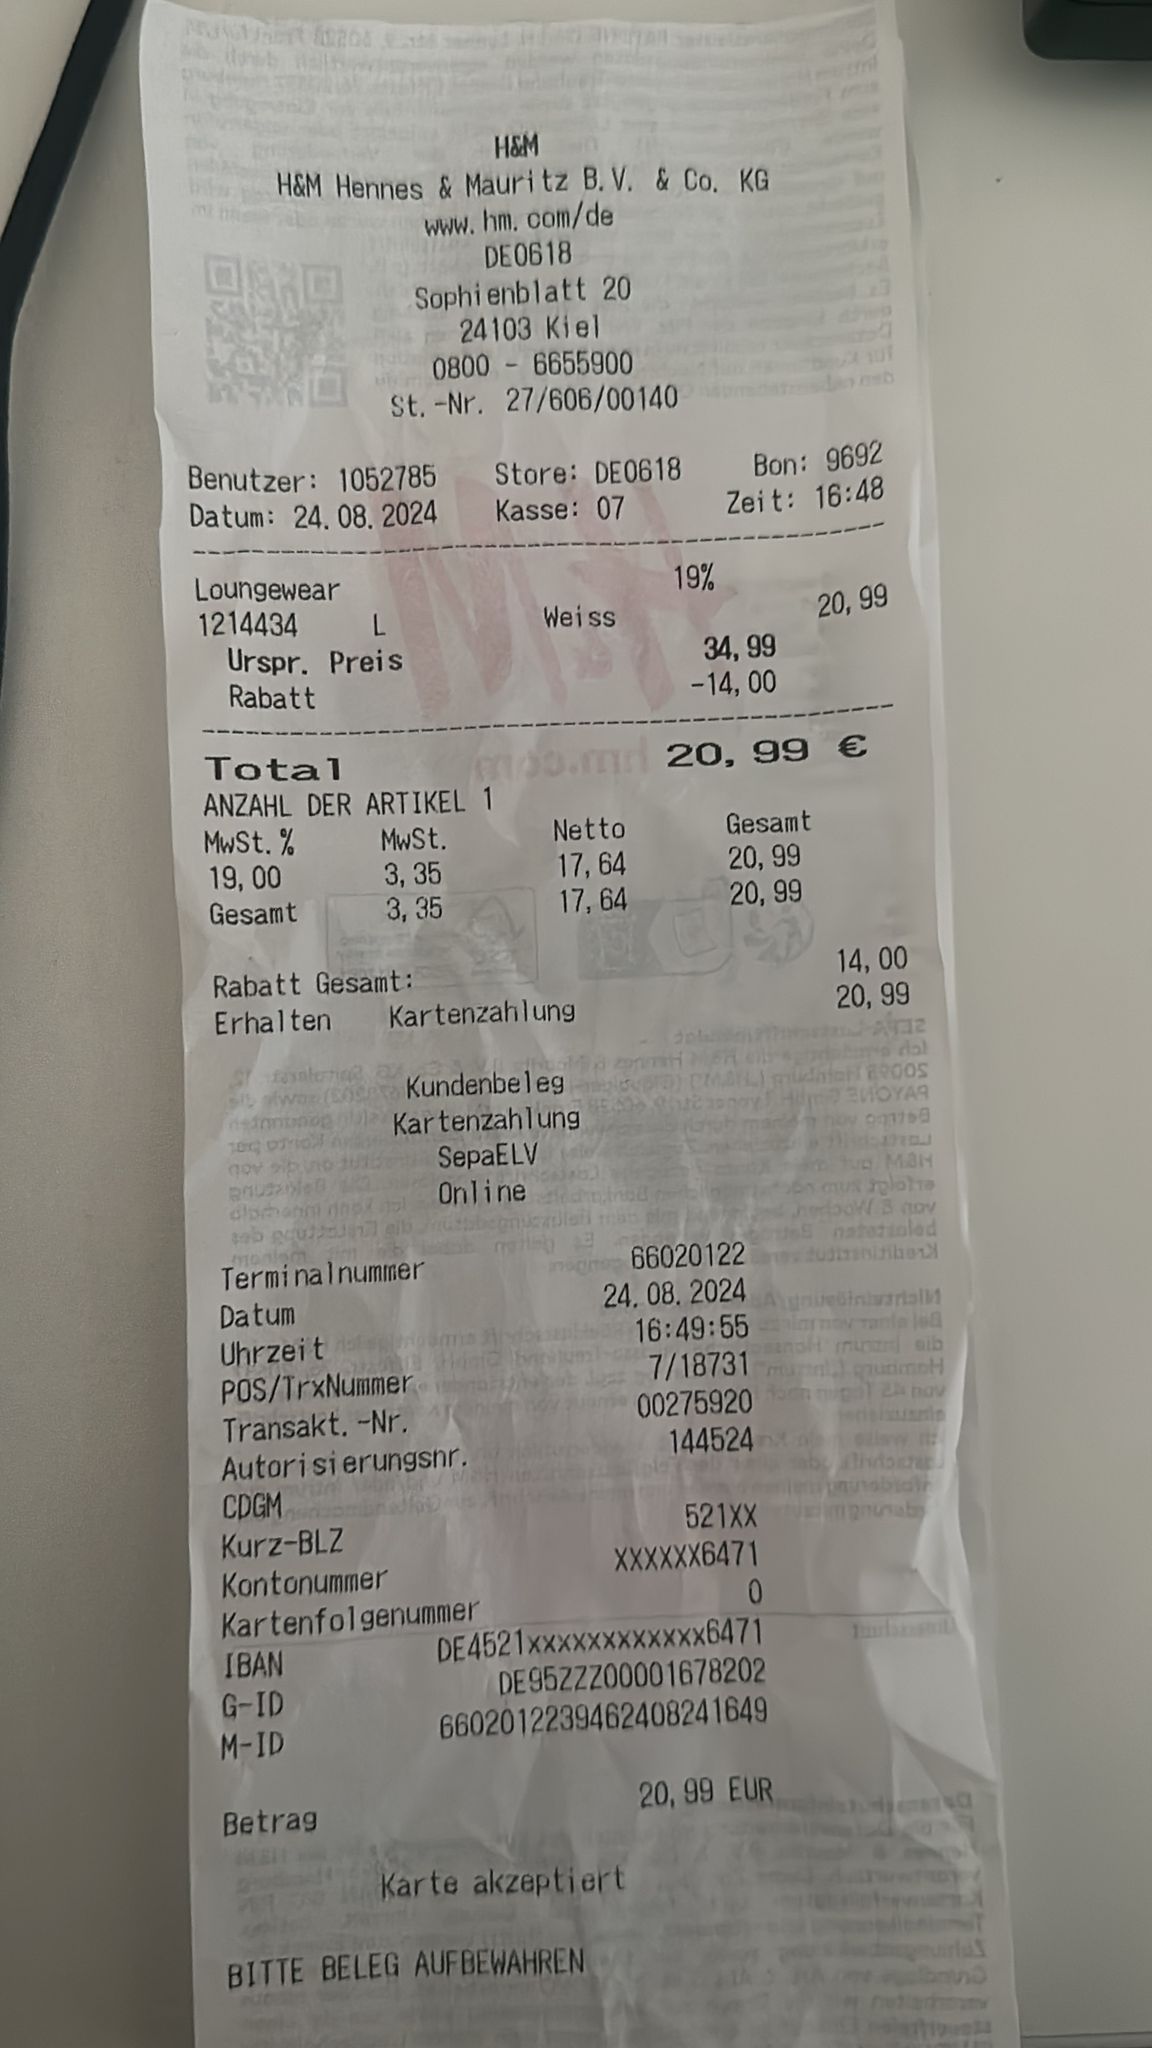 H&M
H&M Hennes & Mauritz B.V. & Co. KG
www.hm.com/de
DE0618
Sophienblatt 20
24103 Kiel
0800 - 6655900
St.-Nr. 27/606/00140
Benutzer: 1052785 Store: DE0618 Bon: 9692
Datum: 24.08.2024 Kasse: 07 Zeit: 16:48
Loungewear 19%
1214434 L Weiss 20,99
Urspr. Preis 34,99
Rabatt -14,00
Total 20,99 €
ANZAHL DER ARTIKEL 1
MwSt.% MwSt. Netto Gesamt
19,00 3,35 17,64 20,99
Gesamt 3,35 17,64 20,99
Rabatt Gesamt: 14,00
Erhalten Kartenzahlung 20,99
Kundenbeleg
Kartenzahlung
SepaELV
Online
Terminalnummer 66020122
Datum 24.08.2024
Uhrzeit 16:49:55
POS/TrxNummer 7/18731
Transakt.-Nr. 00275920
Autorisierungsnr. 144524
CDGM
Kurz-BLZ 521XX
Kontonummer XXXXXX6471
Kartenfolgenummer 0
IBAN DE4521xxxxxxxxxxxx6471
G-ID DE95ZZZ00001678202
M-ID 6602012239462408241649
Betrag 20,99 EUR
Karte akzeptiert
BITTE BELEG AUFBEWAHREN